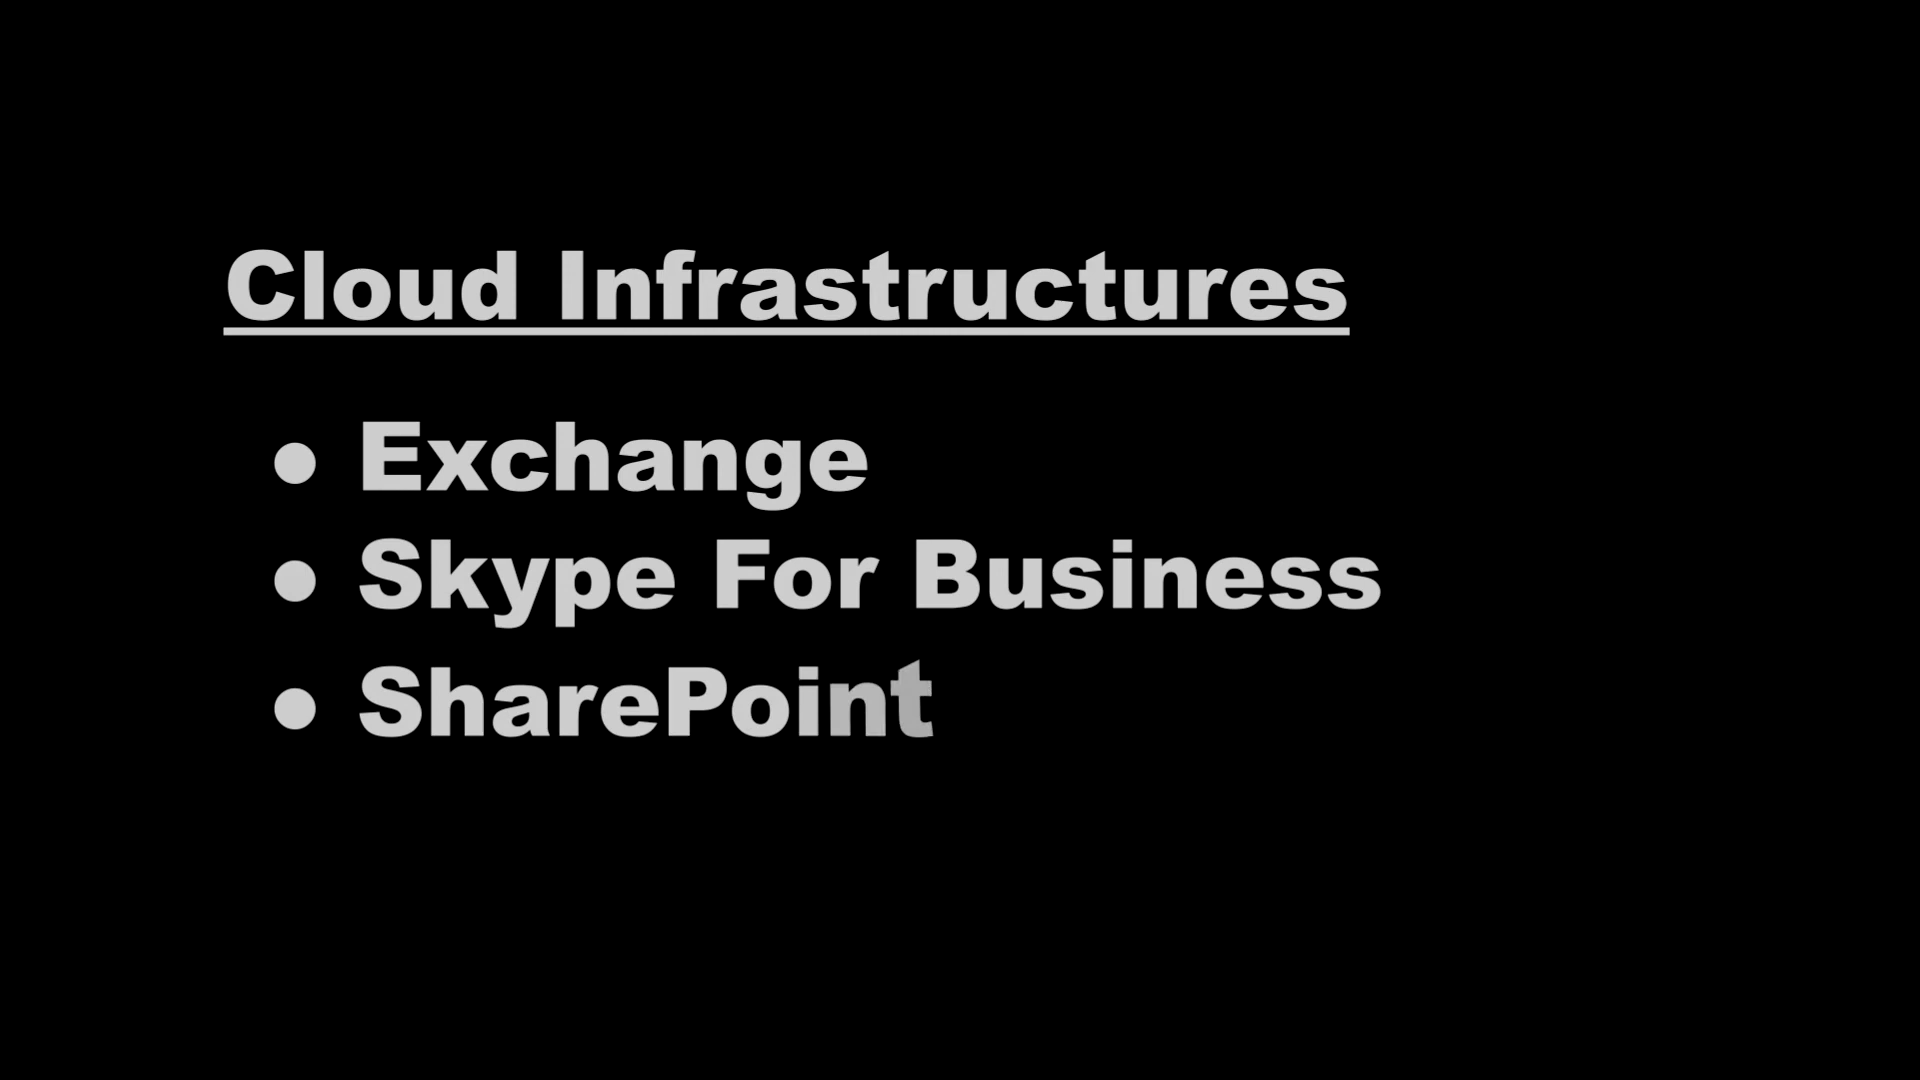 Cloud Infrastructures
● Exchange
● Skype For Business
● SharePoint